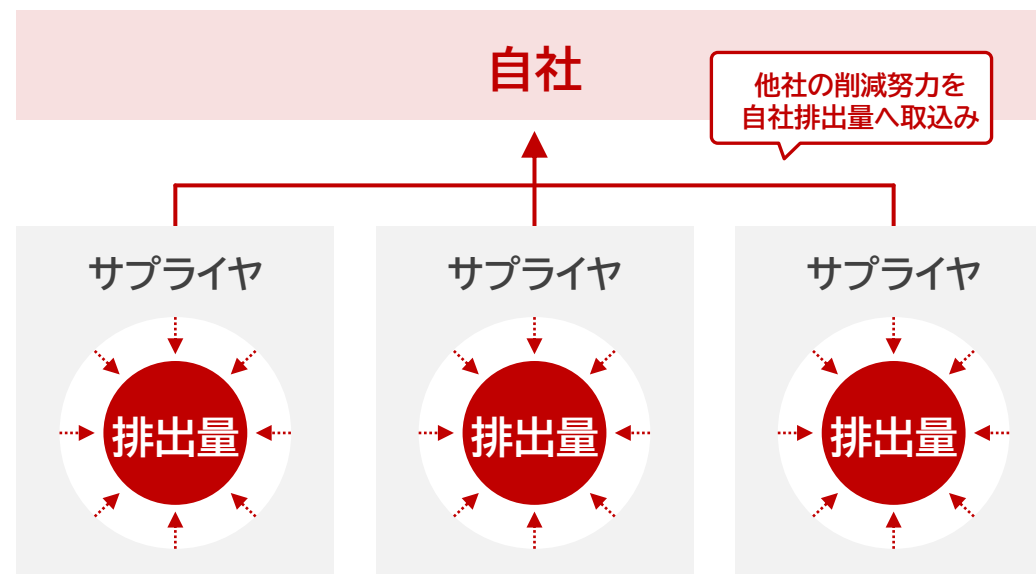 自社
他社の削減努力を
自社排出量へ取込み
サプライヤ
サプライヤ
サプライヤ
排出量
排出量
排出量